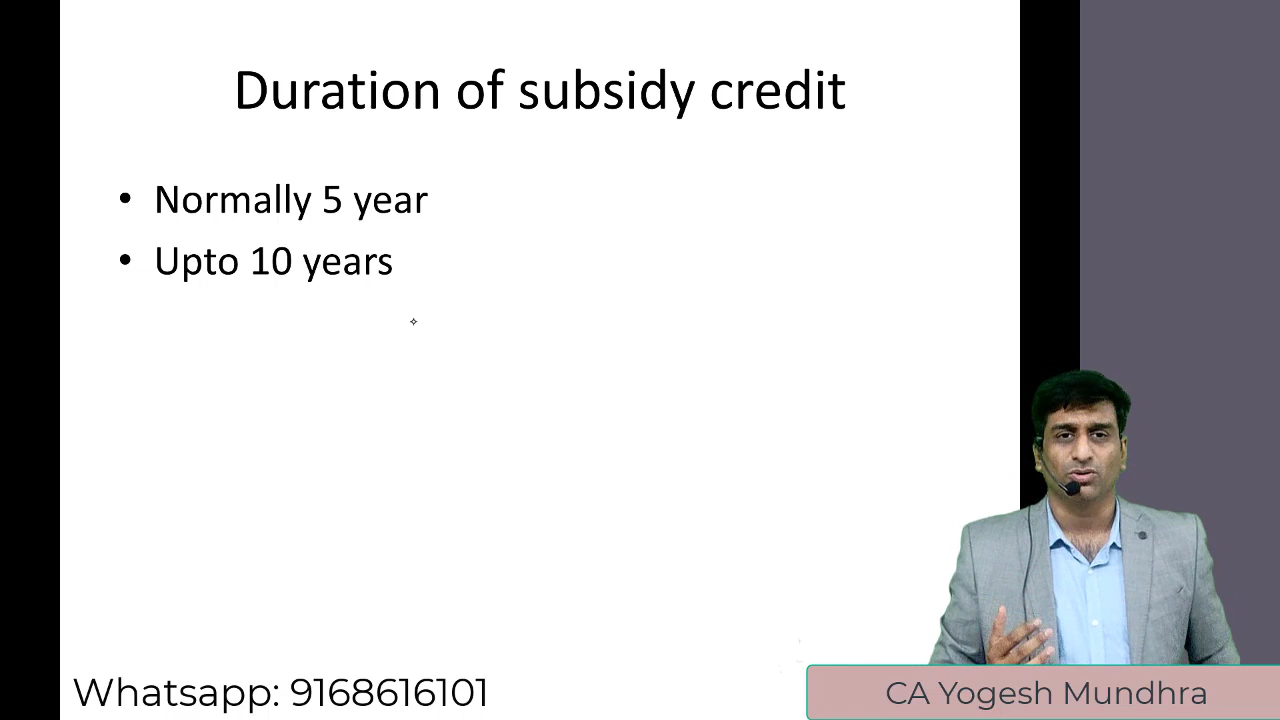 Duration of subsidy credit
• Normally 5 year
• Upto 10 years
Whatsapp: 9168616101
CA Yogesh Mundhra